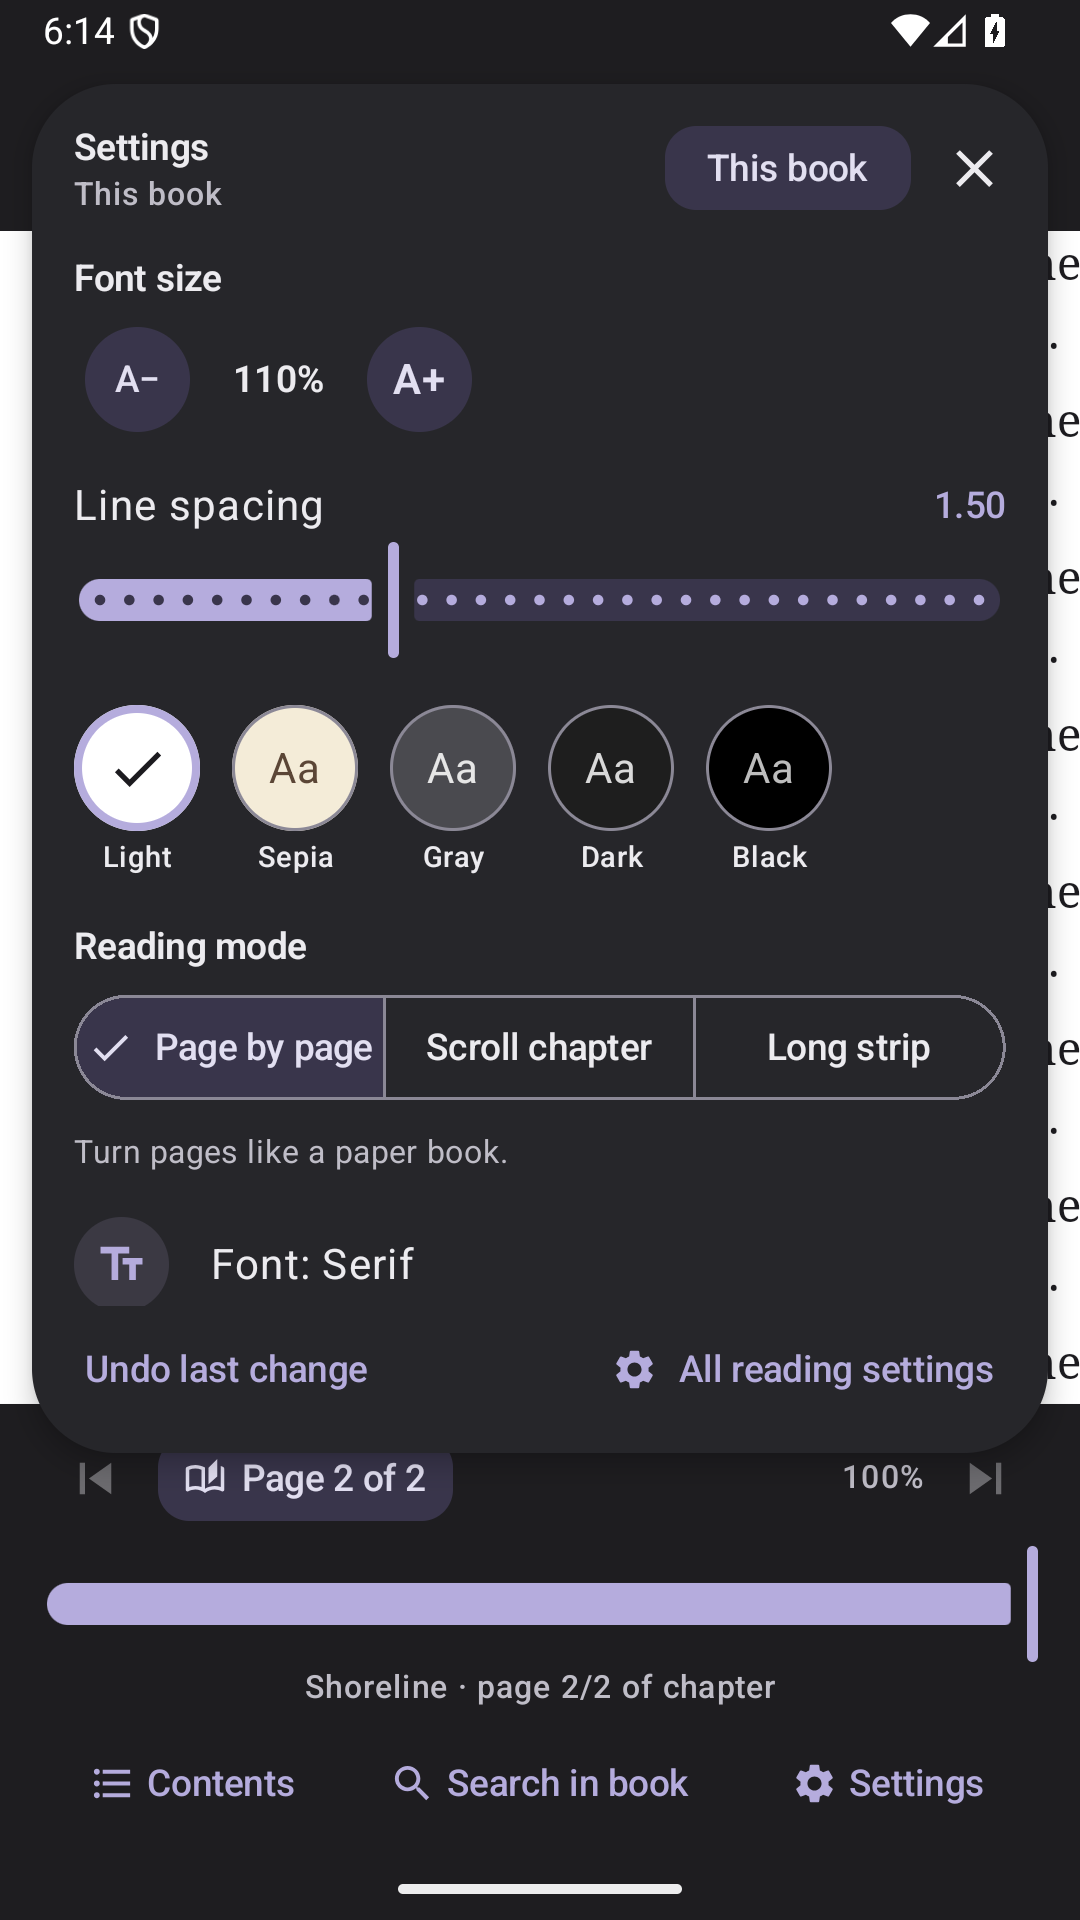 6:14
Settings
This book
This book
Font size
A−
110%
A+
Line spacing
1.50
Aa
Aa
Aa
Aa
Light
Sepia
Gray
Dark
Black
Reading mode
Page by page
Scroll chapter
Long strip
Turn pages like a paper book.
Font: Serif
Undo last change
All reading settings
Page 2 of 2
100%
Shoreline · page 2/2 of chapter
Contents
Search in book
Settings